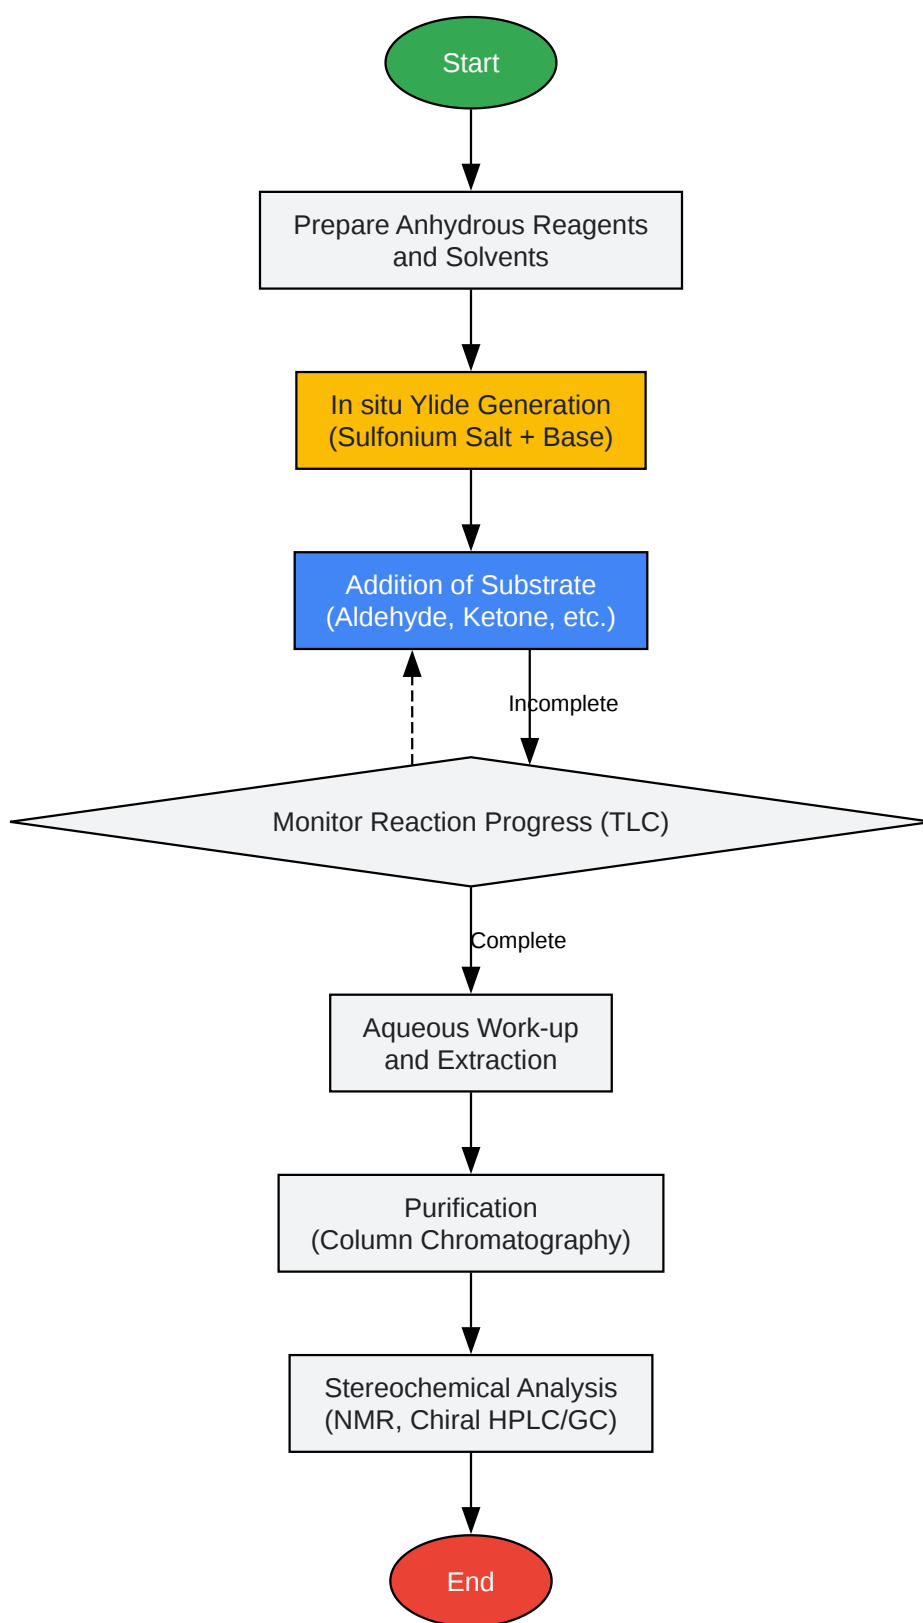 Start
Prepare Anhydrous Reagents
and Solvents
In situ Ylide Generation
(Sulfonium Salt + Base)
Addition of Substrate
(Aldehyde, Ketone, etc.)
Incomplete
Monitor Reaction Progress (TLC)
Complete
Aqueous Work-up
and Extraction
Purification
(Column Chromatography)
Stereochemical Analysis
(NMR, Chiral HPLC/GC)
End